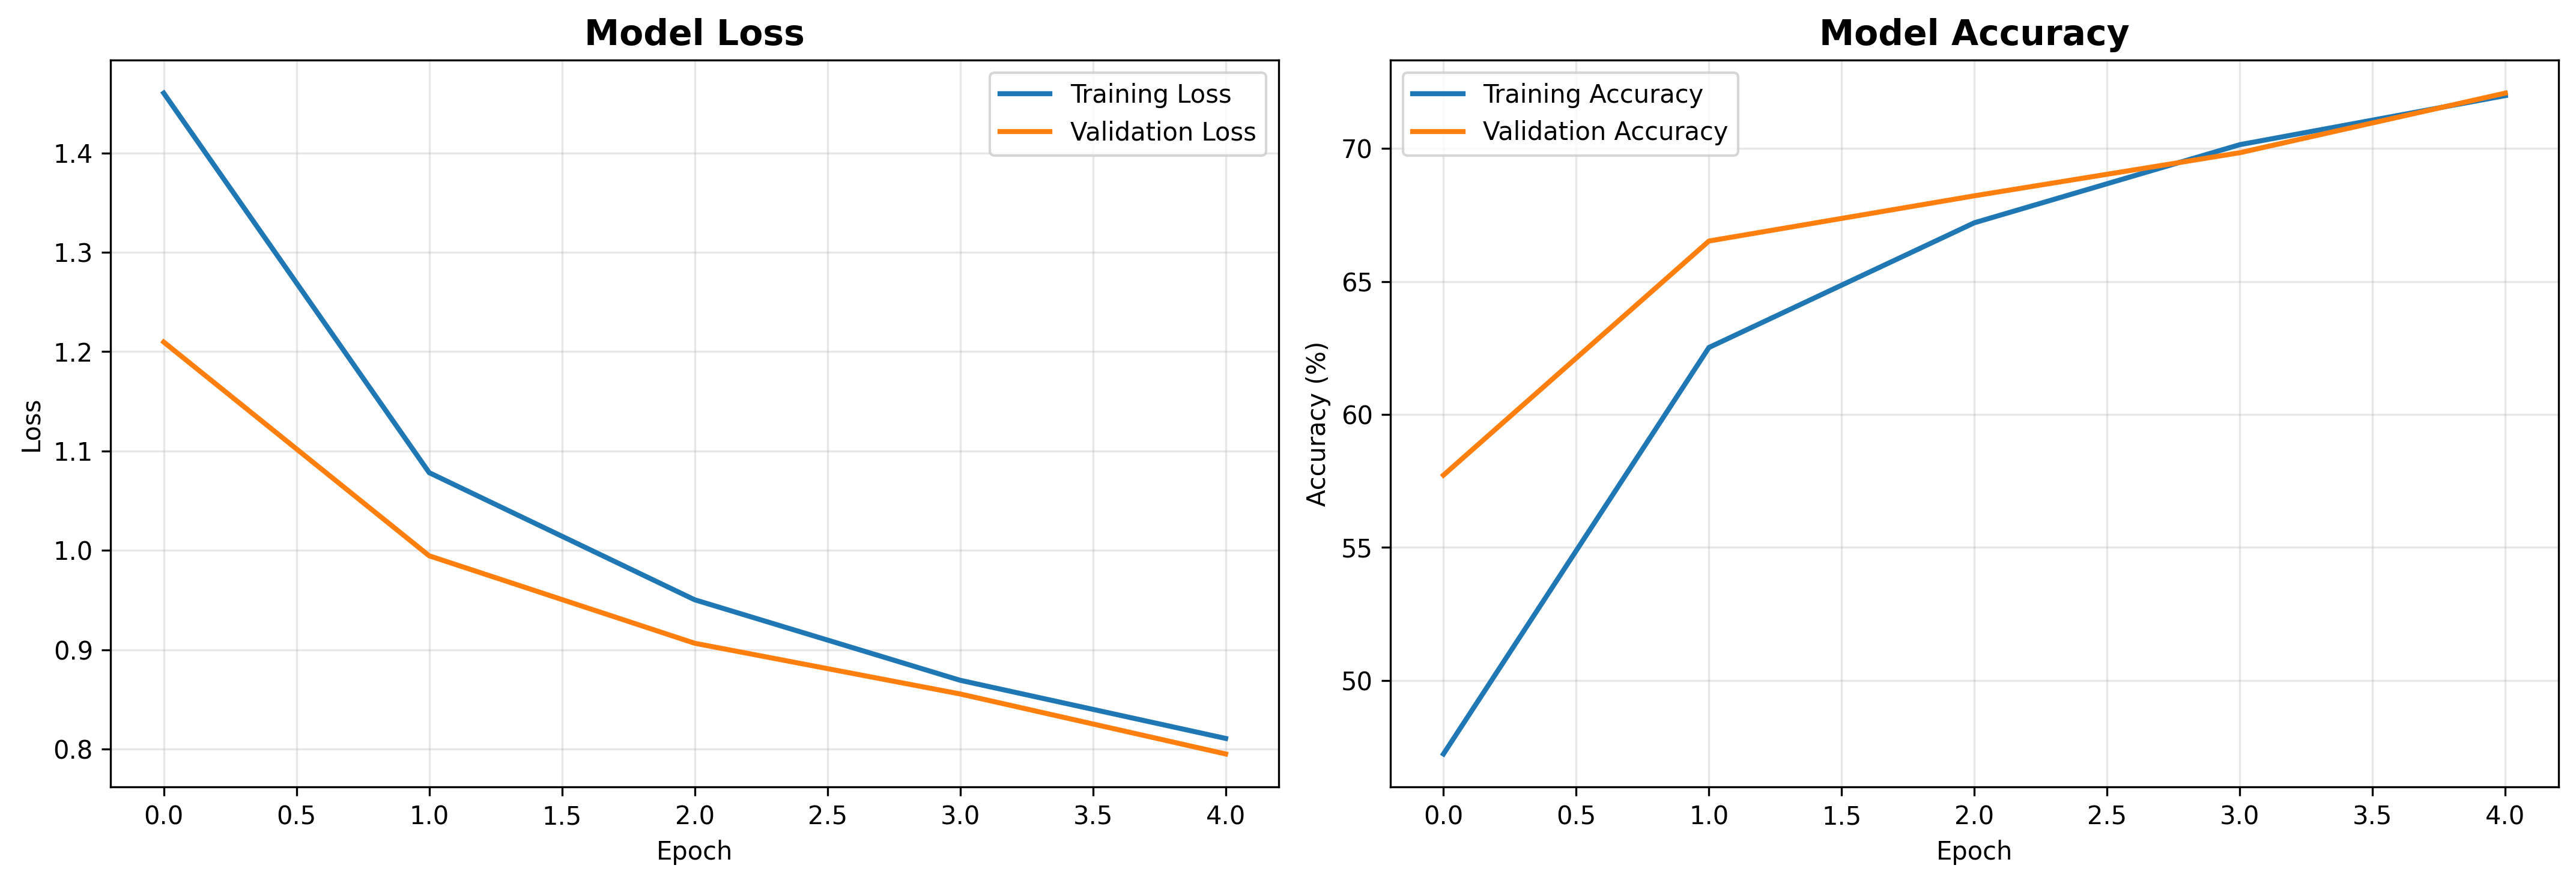 Model Loss
Training Loss
Validation Loss
1.4
1.3
1.2
1.1
1.0
0.9
0.8
Loss
0.0 0.5 1.0 1.5 2.0 2.5 3.0 3.5 4.0
Epoch
Model Accuracy
Training Accuracy
Validation Accuracy
70
65
60
55
50
Accuracy (%)
0.0 0.5 1.0 1.5 2.0 2.5 3.0 3.5 4.0
Epoch